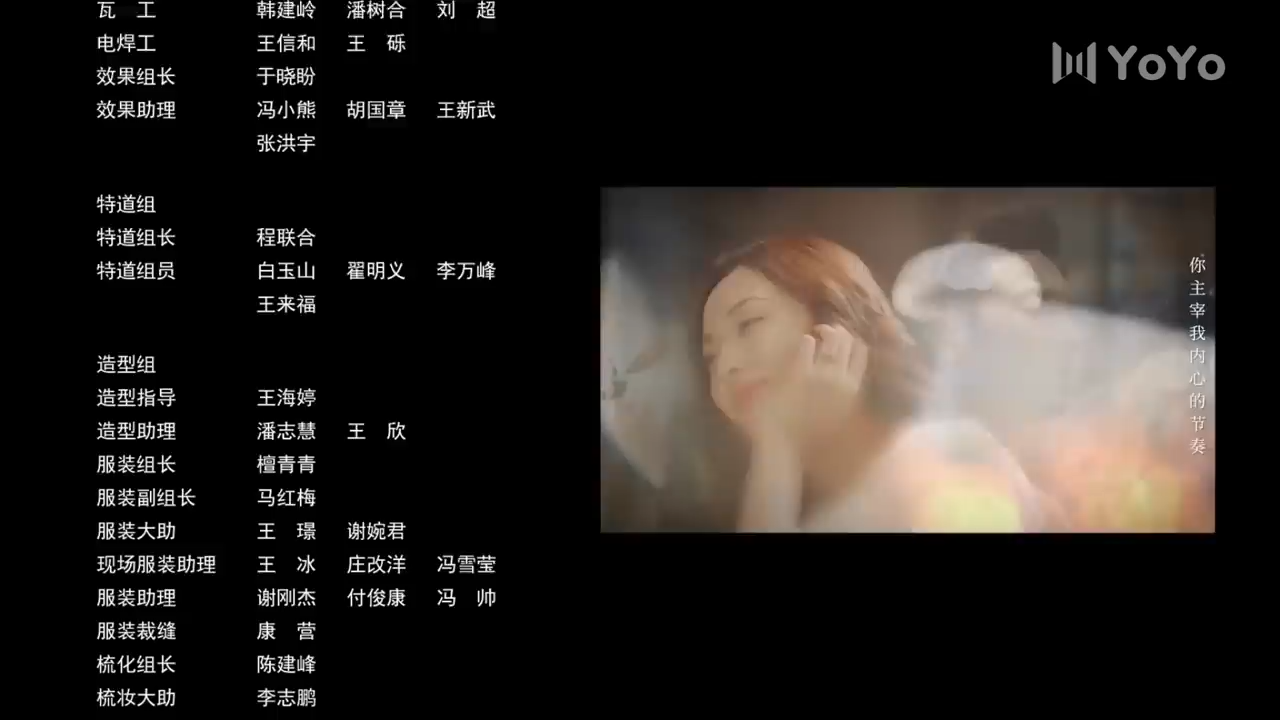 瓦　工　韩建岭　潘树合　刘　超
电焊工　王信和　王　砾
效果组长　于晓盼
效果助理　冯小熊　胡国章　王新武
张洪宇
特道组
特道组长　程联合
特道组员　白玉山　翟明义　李万峰
王来福
造型组
造型指导　王海婷
造型助理　潘志慧　王　欣
服装组长　檀青青
服装副组长　马红梅
服装大助　王　璟　谢婉君
现场服装助理　王　冰　庄改洋　冯雪莹
服装助理　谢刚杰　付俊康　冯　帅
服装裁缝　康　营
梳化组长　陈建峰
梳妆大助　李志鹏
YoYo
你主宰我内心的节奏